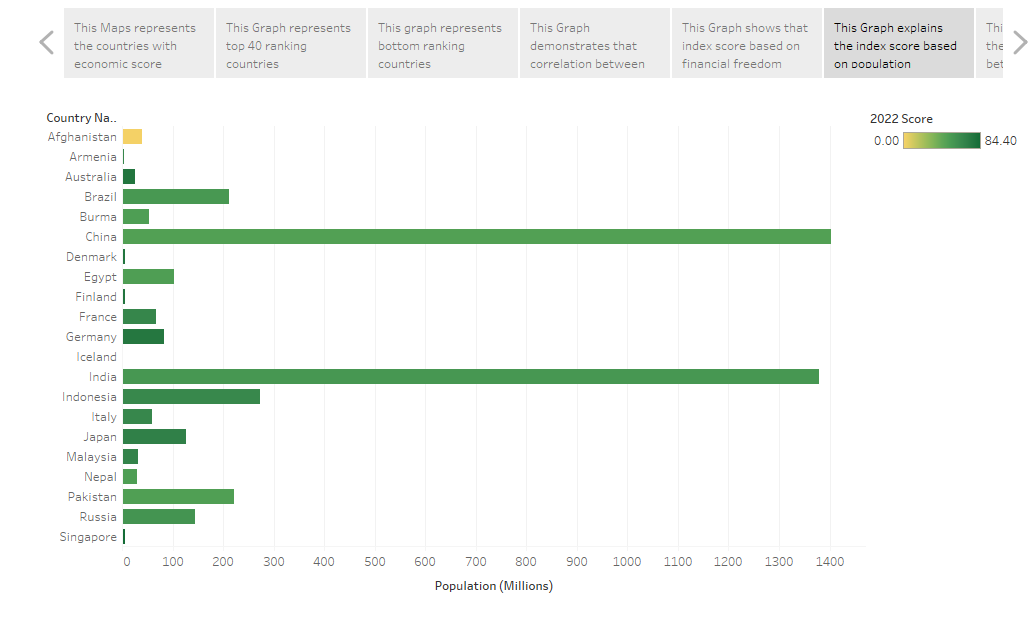 This Maps represents
the countries with
economic score
This Graph represents
top 40 ranking
countries
This graph represents
bottom ranking
countries
This Graph
demonstrates that
correlation between
This Graph shows that
index score based on
financial freedom
This Graph explains
the index score based
on population
Thi
the
bet
Country Na..
Afghanistan
Armenia
Australia
Brazil
Burma
China
Denmark
Egypt
Finland
France
Germany
Iceland
India
Indonesia
Italy
Japan
Malaysia
Nepal
Pakistan
Russia
Singapore
0 100 200 300 400 500 600 700 800 900 1000 1100 1200 1300 1400
Population (Millions)
2022 Score
0.00 84.40